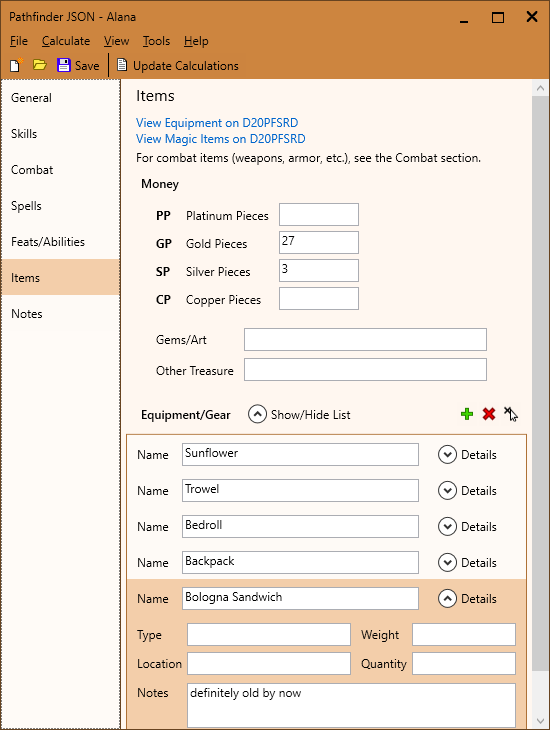 Pathfinder JSON - Alana
File Calculate View Tools Help
Save Update Calculations
General
Skills
Combat
Spells
Feats/Abilities
Items
Notes
Items
View Equipment on D20PFSRD
View Magic Items on D20PFSRD
For combat items (weapons, armor, etc.), see the Combat section.
Money
PP Platinum Pieces
GP Gold Pieces 27
SP Silver Pieces 3
CP Copper Pieces
Gems/Art
Other Treasure
Equipment/Gear Show/Hide List
Name Sunflower Details
Name Trowel Details
Name Bedroll Details
Name Backpack Details
Name Bologna Sandwich Details
Type Weight
Location Quantity
Notes definitely old by now